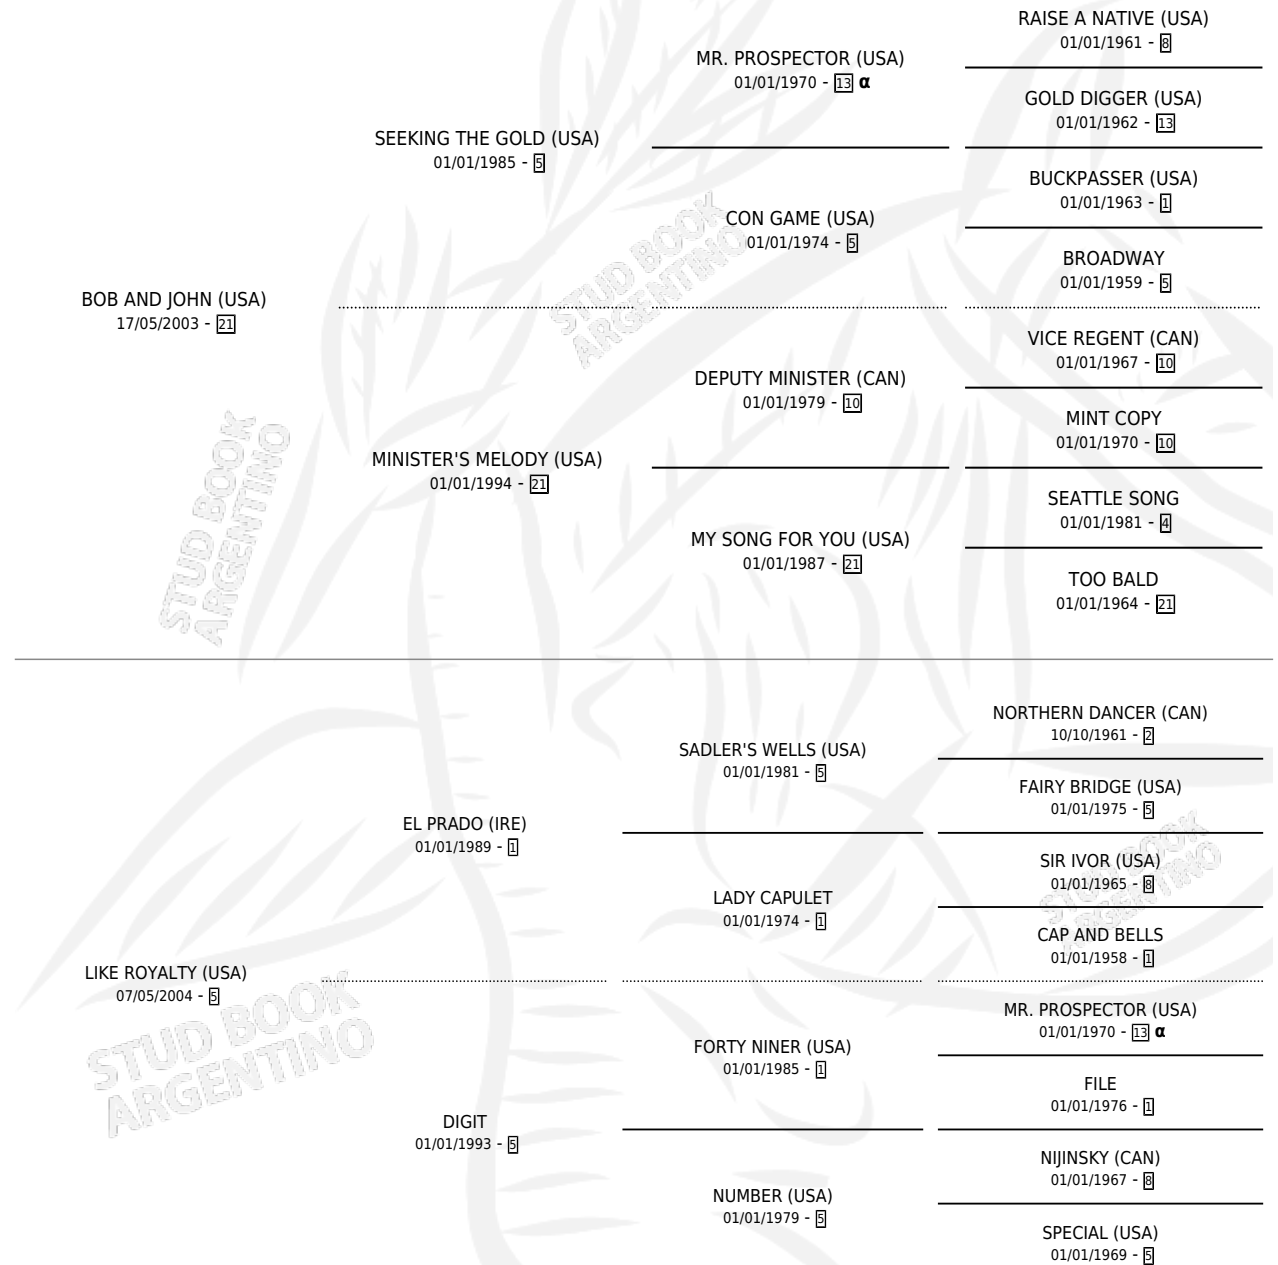 RAISE A NATIVE (USA)
01/01/1961 - 8
MR. PROSPECTOR (USA)
01/01/1970 - 13 α
GOLD DIGGER (USA)
01/01/1962 - 13
SEEKING THE GOLD (USA)
01/01/1985 - 5
BUCKPASSER (USA)
01/01/1963 - 1
CON GAME (USA)
01/01/1974 - 5
BROADWAY
01/01/1959 - 5
BOB AND JOHN (USA)
17/05/2003 - 21
VICE REGENT (CAN)
01/01/1967 - 10
DEPUTY MINISTER (CAN)
01/01/1979 - 10
MINT COPY
01/01/1970 - 10
MINISTER'S MELODY (USA)
01/01/1994 - 21
SEATTLE SONG
01/01/1981 - 4
MY SONG FOR YOU (USA)
01/01/1987 - 21
TOO BALD
01/01/1964 - 21
NORTHERN DANCER (CAN)
10/10/1961 - 2
SADLER'S WELLS (USA)
01/01/1981 - 5
FAIRY BRIDGE (USA)
01/01/1975 - 5
EL PRADO (IRE)
01/01/1989 - 1
SIR IVOR (USA)
01/01/1965 - 8
LADY CAPULET
01/01/1974 - 1
CAP AND BELLS
01/01/1958 - 1
LIKE ROYALTY (USA)
07/05/2004 - 5
MR. PROSPECTOR (USA)
01/01/1970 - 13 α
FORTY NINER (USA)
01/01/1985 - 1
FILE
01/01/1976 - 1
DIGIT
01/01/1993 - 5
NIJINSKY (CAN)
01/01/1967 - 8
NUMBER (USA)
01/01/1979 - 5
SPECIAL (USA)
01/01/1969 - 5
STUD BOOK
ARGENTINO
STUD BOOK
ARGENTINO
STUD BOOK
ARGENTINO
STUD BOOK
ARGENTINO